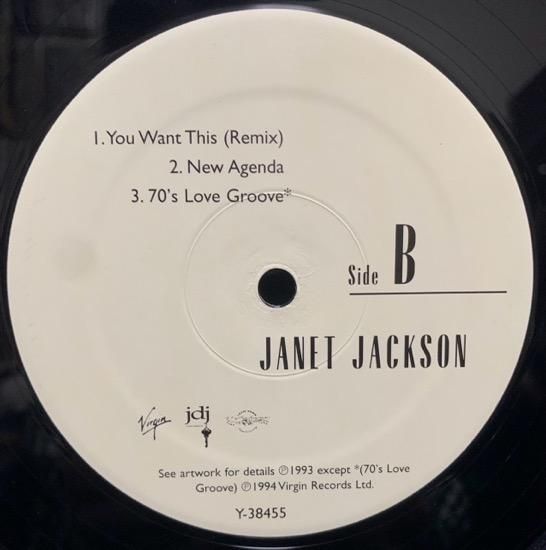 1.You Want This (Remix)
2. New Agenda
3. 70's Love Groove*
Side B
JANET JACKSON
Virgin
jdj
See artwork for details ℗1993 except *(70's Love
Groove) ℗1994 Virgin Records Ltd.
Y-38455